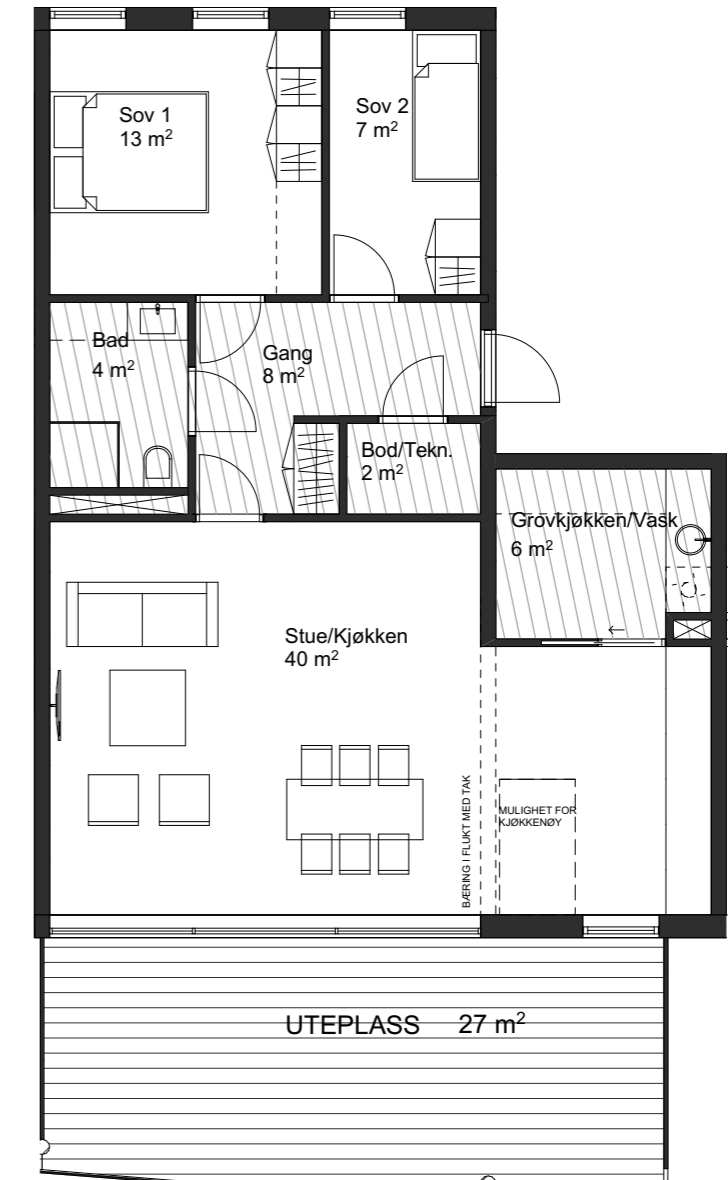 Sov 1
13 m²
Sov 2
7 m²
Bad
4 m²
Gang
8 m²
Bod/Tekn.
2 m²
Grovkjøkken/Vask
6 m²
Stue/Kjøkken
40 m²
BÆRING I FLUKT MED TAK
MULIGHET FOR
KJØKKENØY
UTEPLASS 27 m²